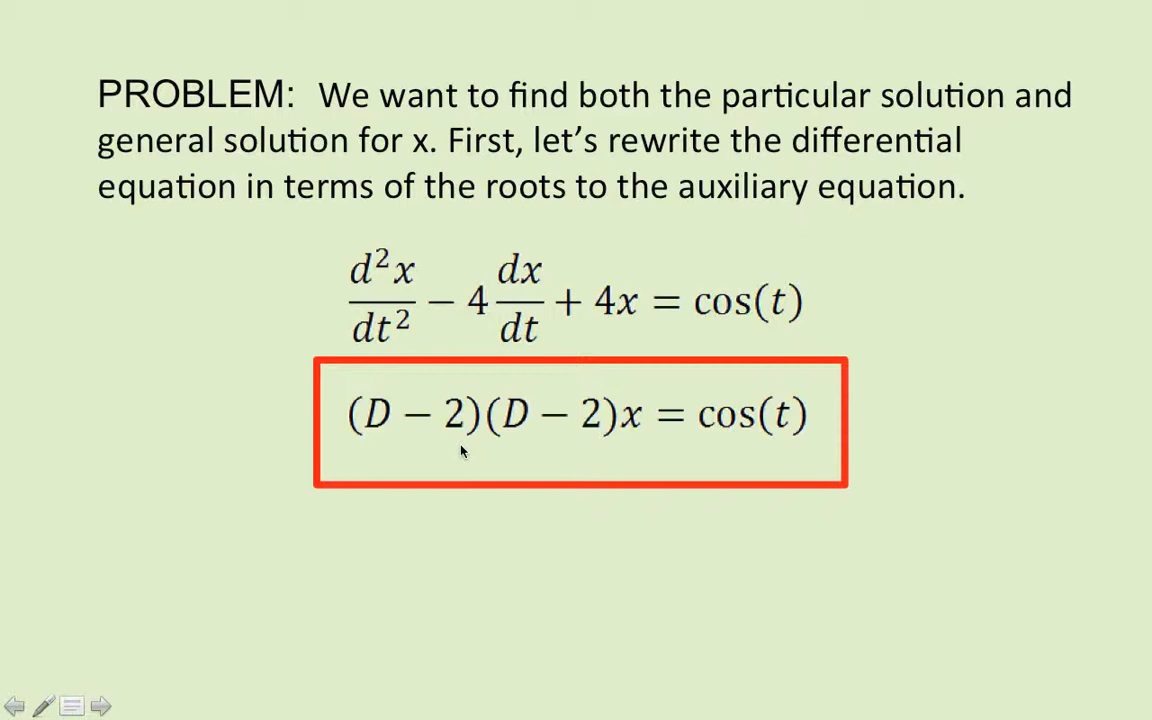 PROBLEM: We want to find both the particular solution and
general solution for x. First, let’s rewrite the differential
equation in terms of the roots to the auxiliary equation.
d²x/dt² − 4 dx/dt + 4x = cos(t)
(D − 2)(D − 2)x = cos(t)